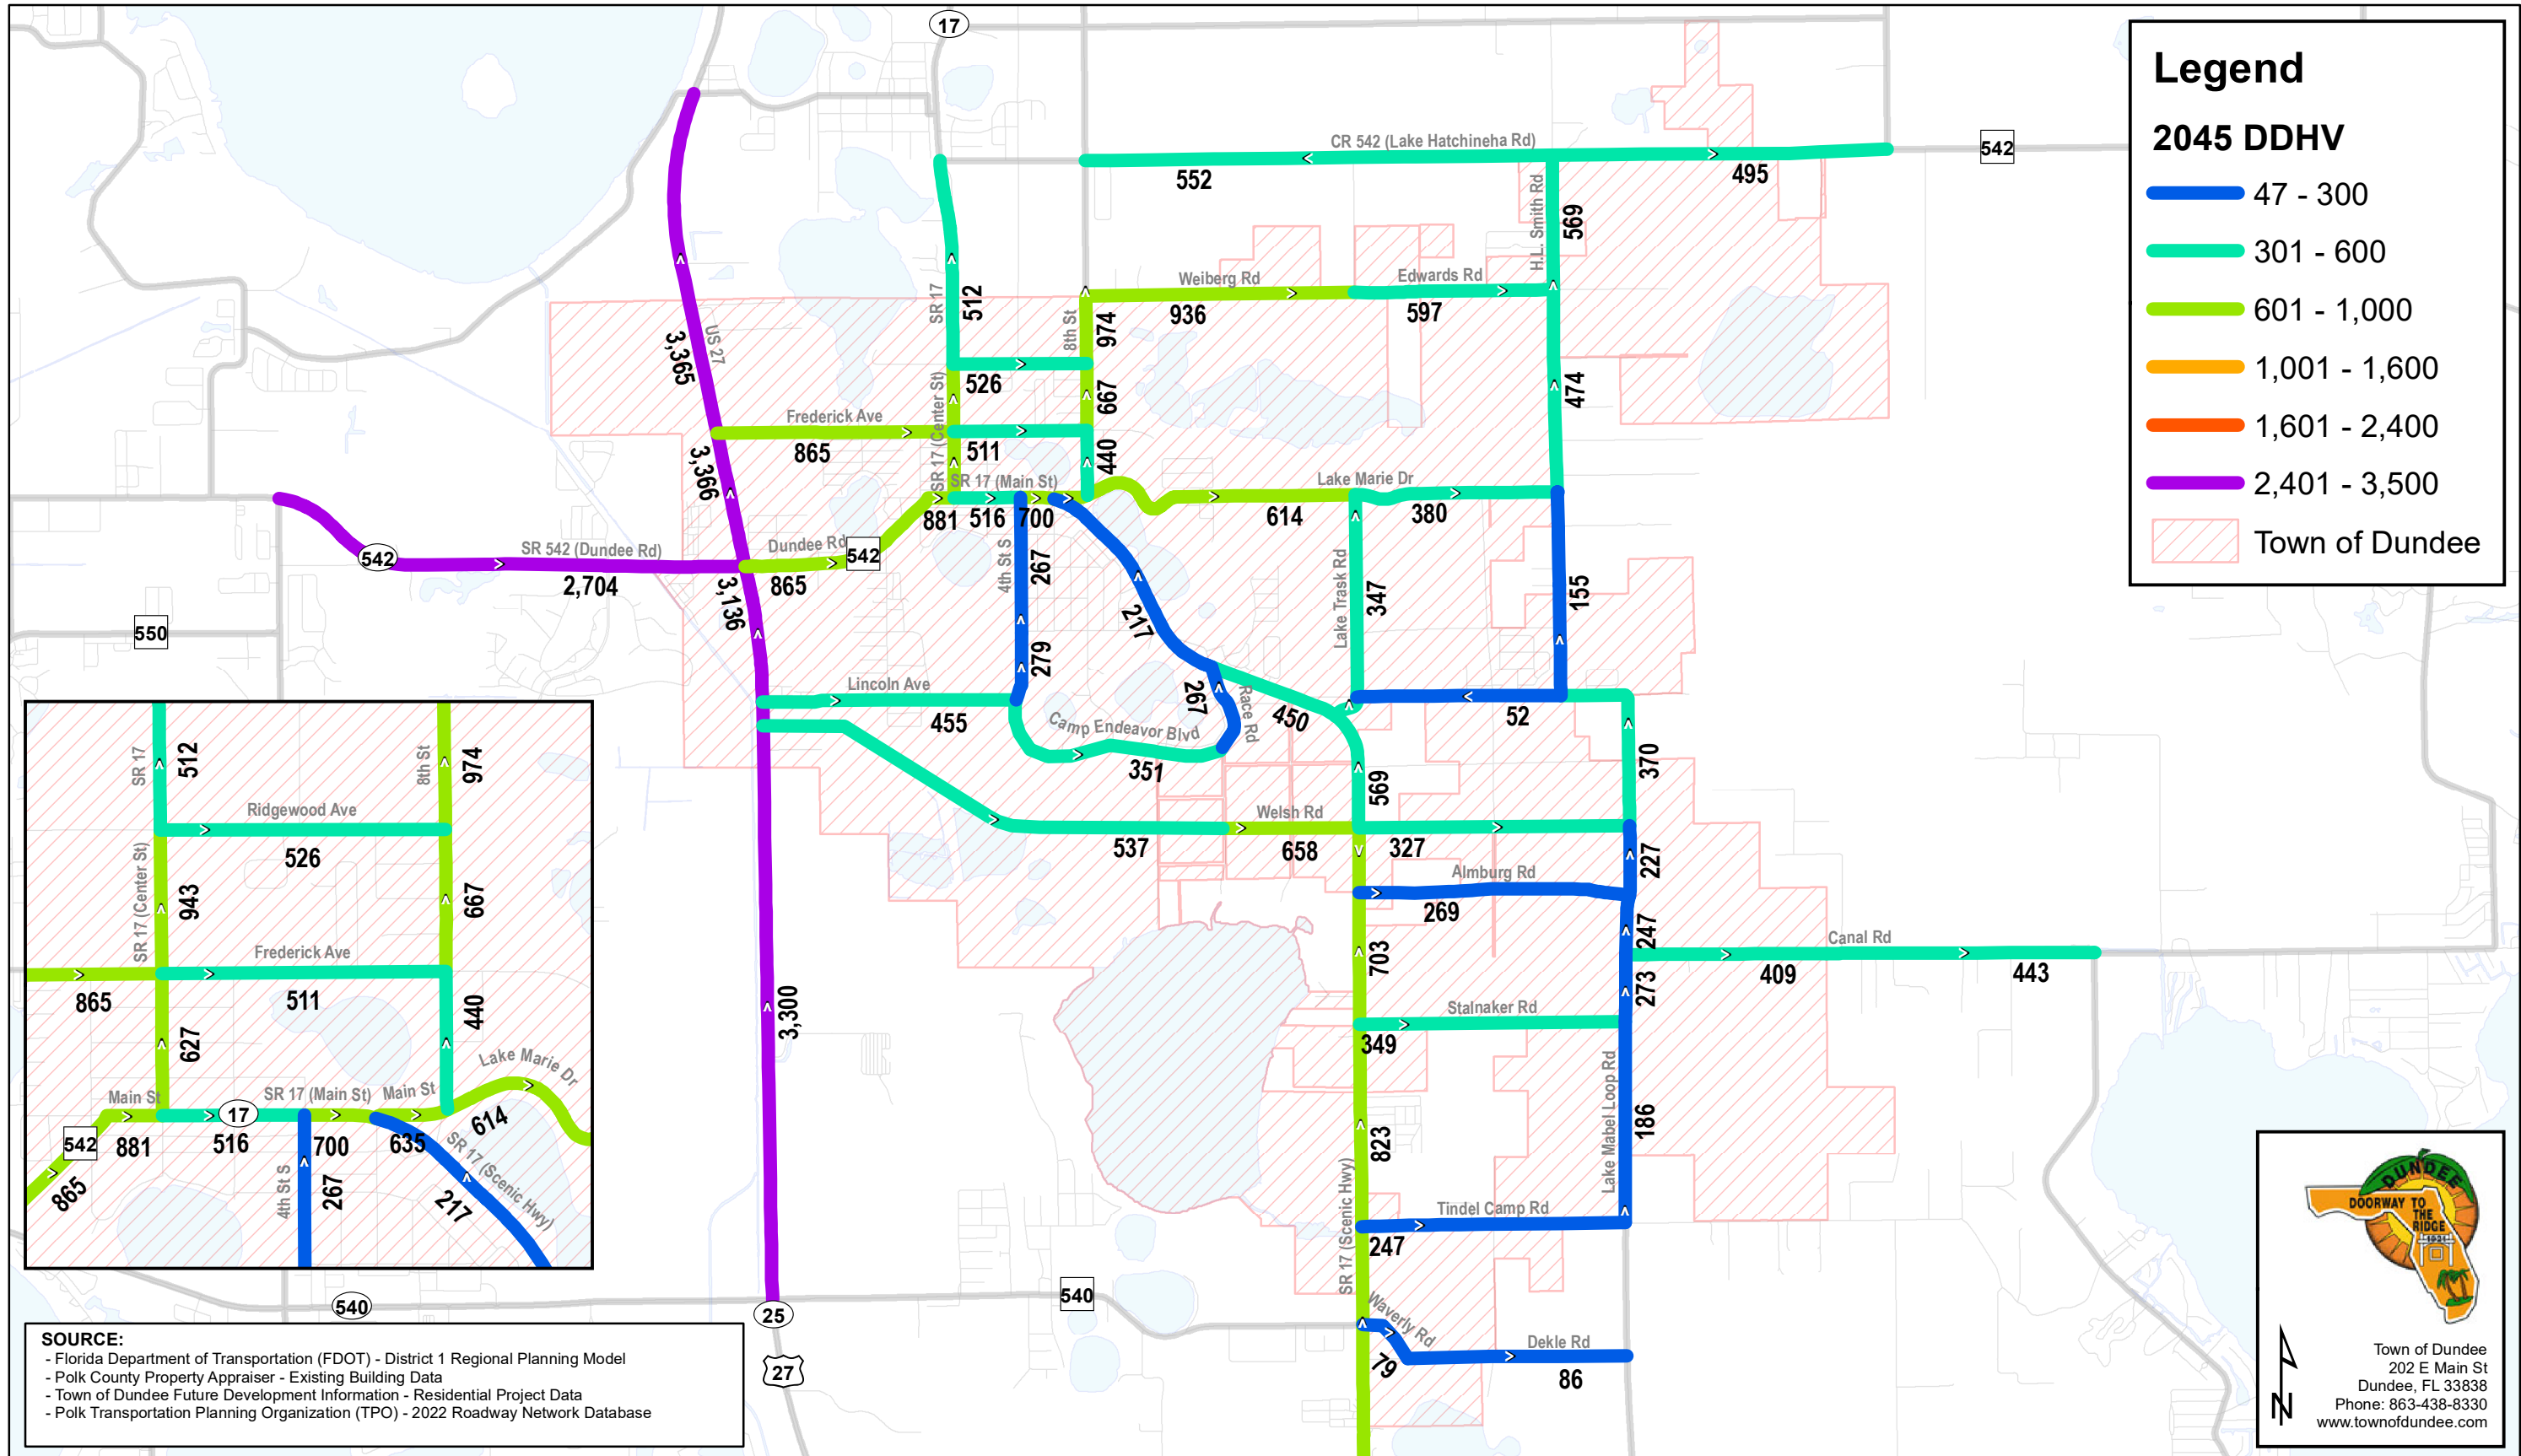 17
CR 542 (Lake Hatchineha Rd)
552
495
542
H.L. Smith Rd
569
Weiberg Rd
936
Edwards Rd
597
SR 17
512
8th St
974
US 27
3,365
526
667
474
Frederick Ave
865
SR 17 (Center St)
511
440
3,366
SR 17 (Main St)
881
516
700
Lake Marie Dr
614
380
542
SR 542 (Dundee Rd)
2,704
Dundee Rd
542
865
3,136
4th St S
267
279
217
Lake Trask Rd
347
155
550
Lincoln Ave
455
Camp Endeavor Blvd
351
267
Race Rd
450
52
370
569
Welsh Rd
537
658
327
227
Almburg Rd
269
247
703
Canal Rd
409
443
273
Stalnaker Rd
349
3,300
Lake Mabel Loop Rd
186
823
SR 17 (Scenic Hwy)
Tindel Camp Rd
247
540
540
25
27
Waverly Rd
79
Dekle Rd
86
SR 17
512
8th St
974
Ridgewood Ave
526
SR 17 (Center St)
943
667
Frederick Ave
865
511
627
440
Lake Marie Dr
Main St
17
SR 17 (Main St)
Main St
614
542
881
516
700
635
865
4th St S
267
217
SR 17 (Scenic Hwy)
Legend
2045 DDHV
47 - 300
301 - 600
601 - 1,000
1,001 - 1,600
1,601 - 2,400
2,401 - 3,500
Town of Dundee
SOURCE:
- Florida Department of Transportation (FDOT) - District 1 Regional Planning Model
- Polk County Property Appraiser - Existing Building Data
- Town of Dundee Future Development Information - Residential Project Data
- Polk Transportation Planning Organization (TPO) - 2022 Roadway Network Database
DUNDEE
DOORWAY TO
THE
RIDGE
N
Town of Dundee
202 E Main St
Dundee, FL 33838
Phone: 863-438-8330
www.townofdundee.com